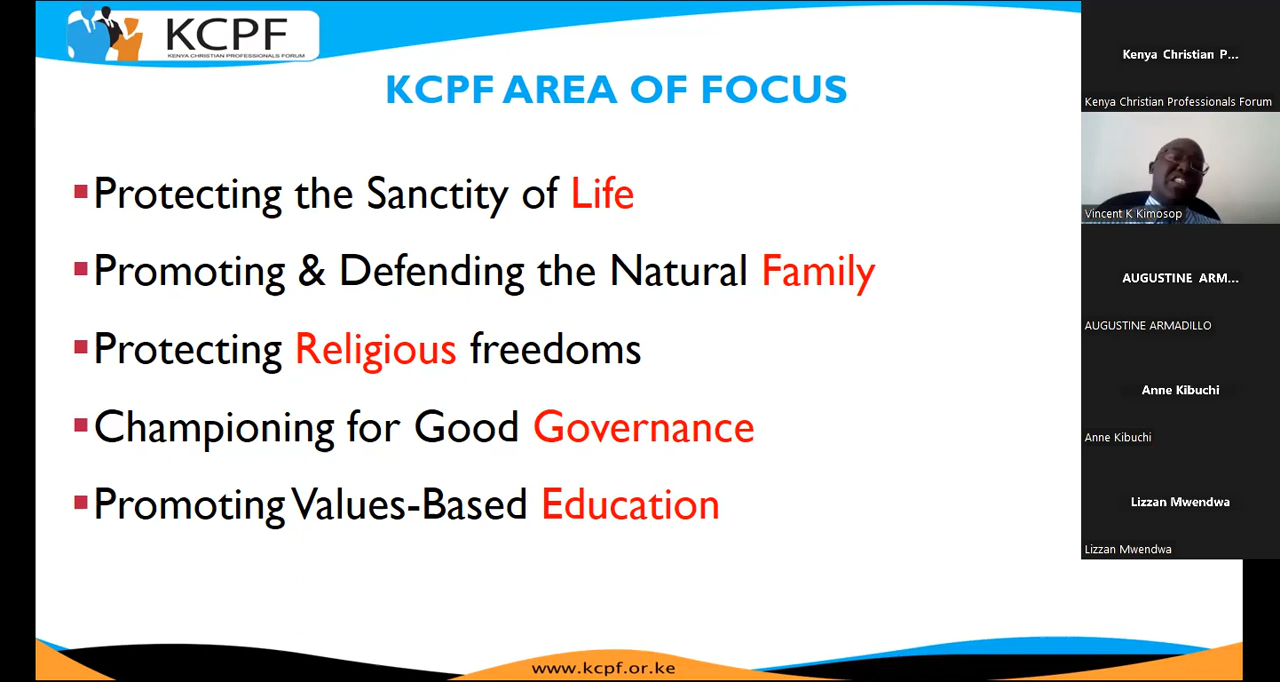 KCPF
KENYA CHRISTIAN PROFESSIONALS FORUM
KCPF AREA OF FOCUS
Protecting the Sanctity of Life
Promoting & Defending the Natural Family
Protecting Religious freedoms
Championing for Good Governance
Promoting Values-Based Education
www.kcpf.or.ke
Kenya Christian P...
Kenya Christian Professionals Forum
Vincent K Kimosop
AUGUSTINE ARM...
AUGUSTINE ARMADILLO
Anne Kibuchi
Anne Kibuchi
Lizzan Mwendwa
Lizzan Mwendwa